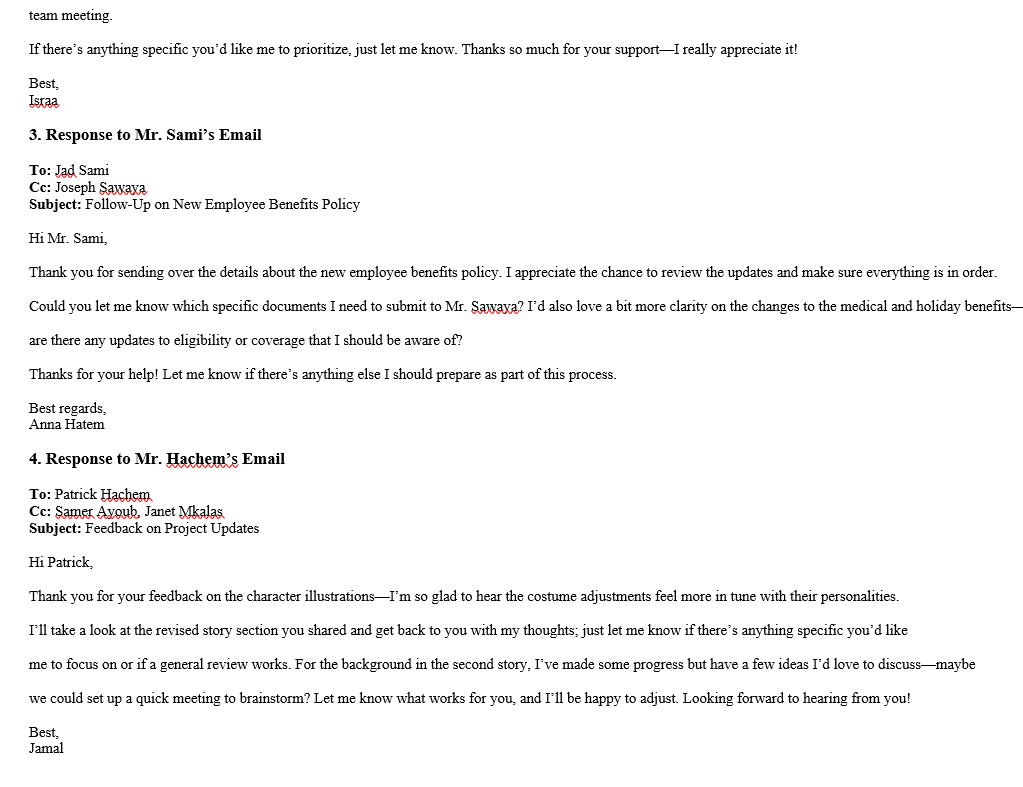 team meeting.
If there’s anything specific you’d like me to prioritize, just let me know. Thanks so much for your support—I really appreciate it!
Best,
Israa
3. Response to Mr. Sami’s Email
To: Jad Sami
Cc: Joseph Sawaya
Subject: Follow-Up on New Employee Benefits Policy
Hi Mr. Sami,
Thank you for sending over the details about the new employee benefits policy. I appreciate the chance to review the updates and make sure everything is in order.
Could you let me know which specific documents I need to submit to Mr. Sawaya? I’d also love a bit more clarity on the changes to the medical and holiday benefits—
are there any updates to eligibility or coverage that I should be aware of?
Thanks for your help! Let me know if there’s anything else I should prepare as part of this process.
Best regards,
Anna Hatem
4. Response to Mr. Hachem’s Email
To: Patrick Hachem
Cc: Samer Ayoub, Janet Mkalas
Subject: Feedback on Project Updates
Hi Patrick,
Thank you for your feedback on the character illustrations—I’m so glad to hear the costume adjustments feel more in tune with their personalities.
I’ll take a look at the revised story section you shared and get back to you with my thoughts; just let me know if there’s anything specific you’d like
me to focus on or if a general review works. For the background in the second story, I’ve made some progress but have a few ideas I’d love to discuss—maybe
we could set up a quick meeting to brainstorm? Let me know what works for you, and I’ll be happy to adjust. Looking forward to hearing from you!
Best,
Jamal